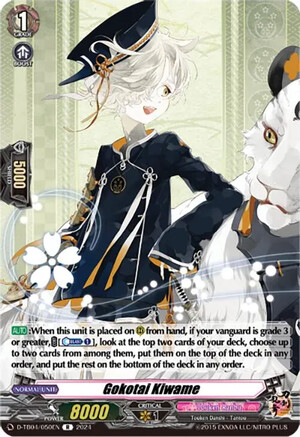 1
GRADE
BOOST
5000
SHIELD
AUTO :When this unit is placed on from hand, if your vanguard is grade 3
or greater, look at the top two cards of your deck, choose up
to two cards from among them, put them on the top of the deck in any
order, and put the rest on the bottom of the deck in any order.
NORMAL UNIT
Gokotai Kiwame
POWER
8000
CRITICAL
1
Touken Danshi - Tantou
D-TB04/050EN R 2024
©2015 EXNOA LLC/NITRO PLUS